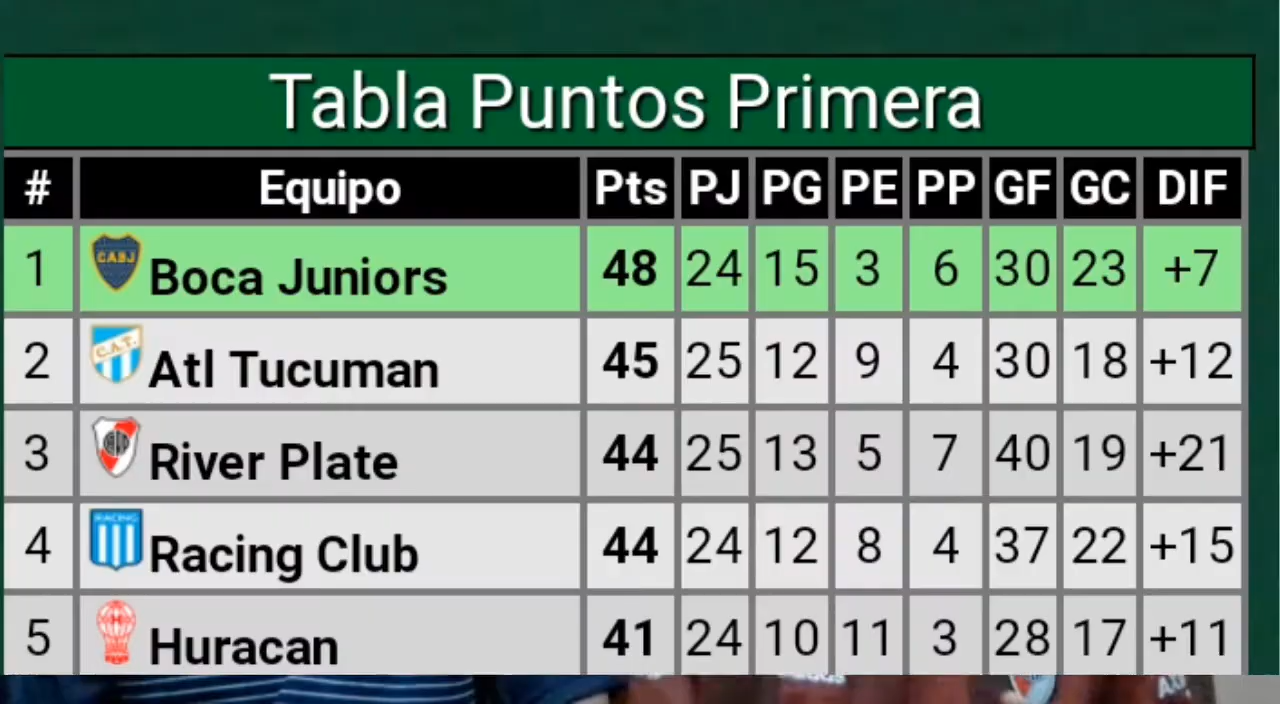 Tabla Puntos Primera
# Equipo Pts PJ PG PE PP GF GC DIF
1 CABJ Boca Juniors 48 24 15 3 6 30 23 +7
2 C.A.T. Atl Tucuman 45 25 12 9 4 30 18 +12
3 River Plate 44 25 13 5 7 40 19 +21
4 RACING Racing Club 44 24 12 8 4 37 22 +15
5 Huracan 41 24 10 11 3 28 17 +11